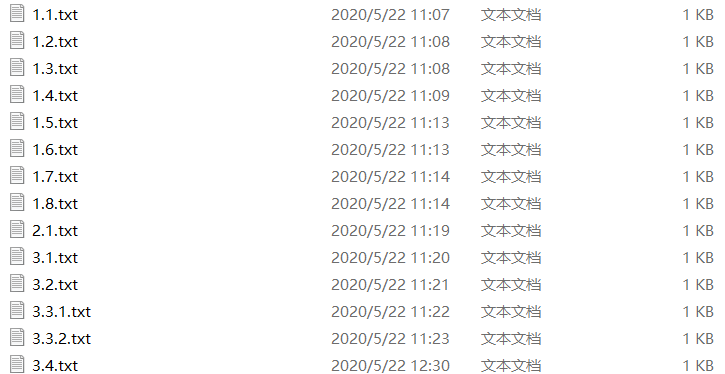 1.1.txt 2020/5/22 11:07 文本文档 1 KB
1.2.txt 2020/5/22 11:08 文本文档 1 KB
1.3.txt 2020/5/22 11:08 文本文档 1 KB
1.4.txt 2020/5/22 11:09 文本文档 1 KB
1.5.txt 2020/5/22 11:13 文本文档 1 KB
1.6.txt 2020/5/22 11:13 文本文档 1 KB
1.7.txt 2020/5/22 11:14 文本文档 1 KB
1.8.txt 2020/5/22 11:14 文本文档 1 KB
2.1.txt 2020/5/22 11:19 文本文档 1 KB
3.1.txt 2020/5/22 11:20 文本文档 1 KB
3.2.txt 2020/5/22 11:21 文本文档 1 KB
3.3.1.txt 2020/5/22 11:22 文本文档 1 KB
3.3.2.txt 2020/5/22 11:23 文本文档 1 KB
3.4.txt 2020/5/22 12:30 文本文档 1 KB